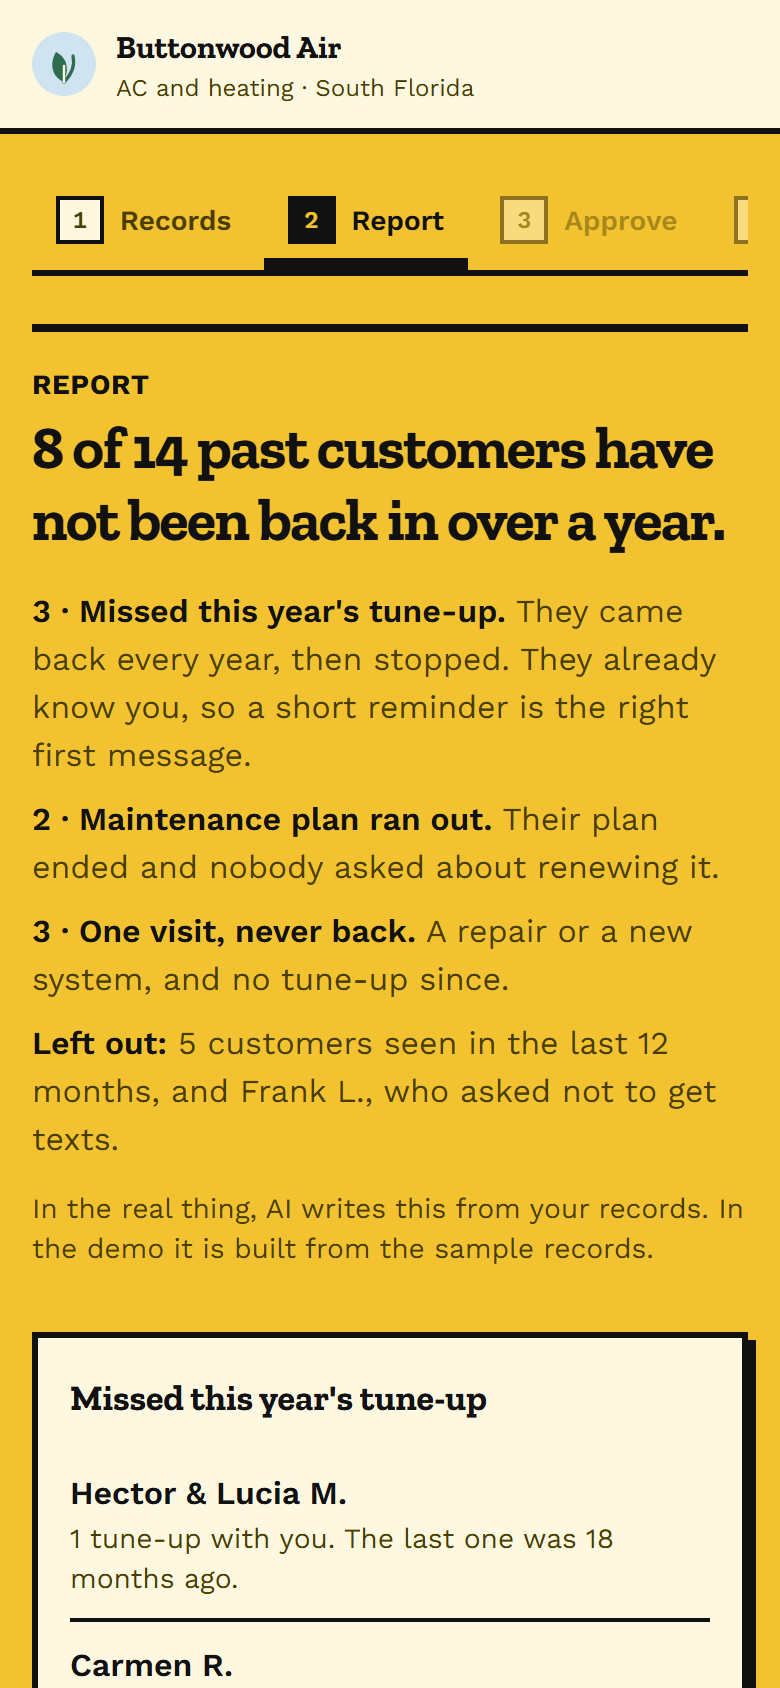 Buttonwood Air
AC and heating · South Florida
1 Records 2 Report 3 Approve
REPORT
8 of 14 past customers have
not been back in over a year.
3 · Missed this year's tune-up. They came
back every year, then stopped. They already
know you, so a short reminder is the right
first message.
2 · Maintenance plan ran out. Their plan
ended and nobody asked about renewing it.
3 · One visit, never back. A repair or a new
system, and no tune-up since.
Left out: 5 customers seen in the last 12
months, and Frank L., who asked not to get
texts.
In the real thing, AI writes this from your records. In
the demo it is built from the sample records.
Missed this year's tune-up
Hector & Lucia M.
1 tune-up with you. The last one was 18
months ago.
Carmen R.